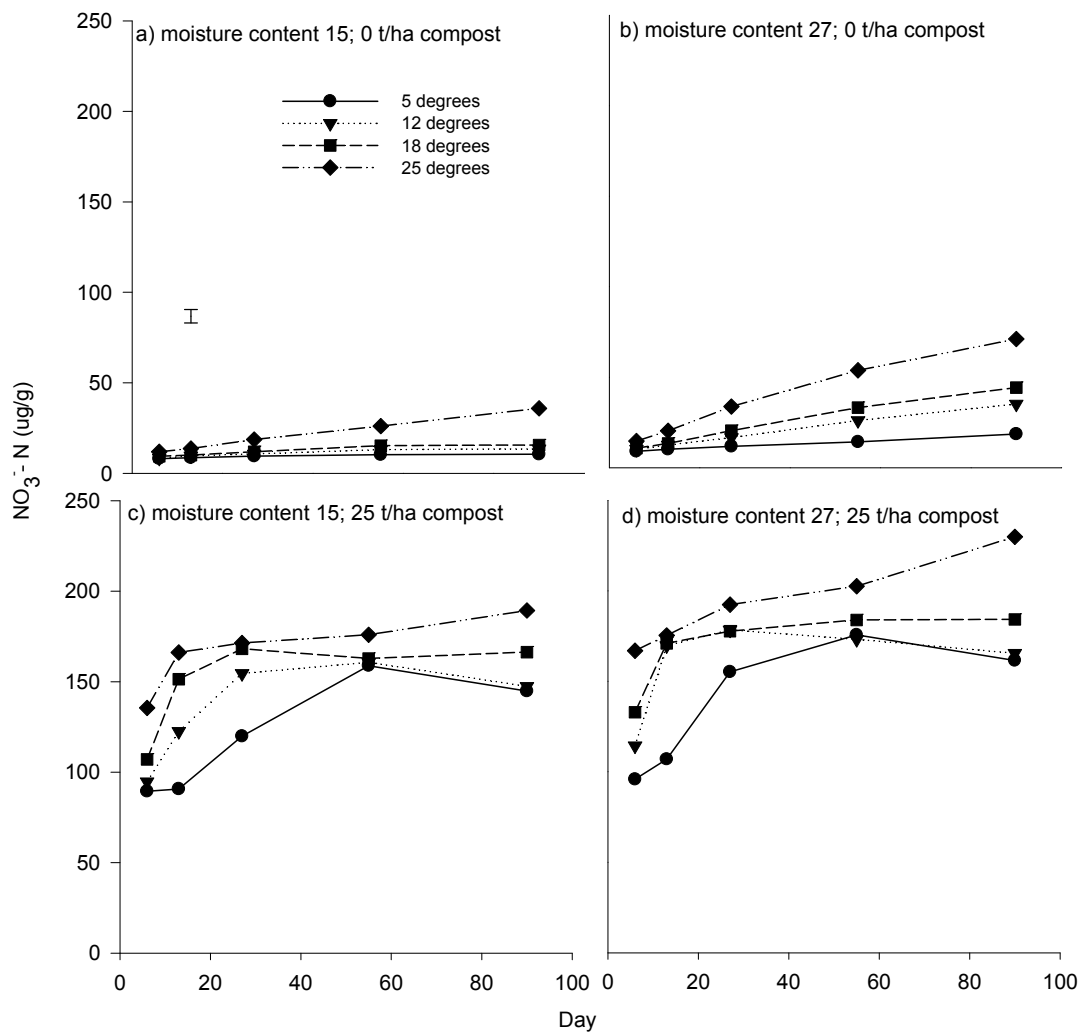 a) moisture content 15; 0 t/ha compost
b) moisture content 27; 0 t/ha compost
5 degrees
12 degrees
18 degrees
25 degrees
250
200
150
100
50
0
NO3-- N (ug/g)
c) moisture content 15; 25 t/ha compost
d) moisture content 27; 25 t/ha compost
250
200
150
100
50
0
0 20 40 60 80 100
0 20 40 60 80 100
Day